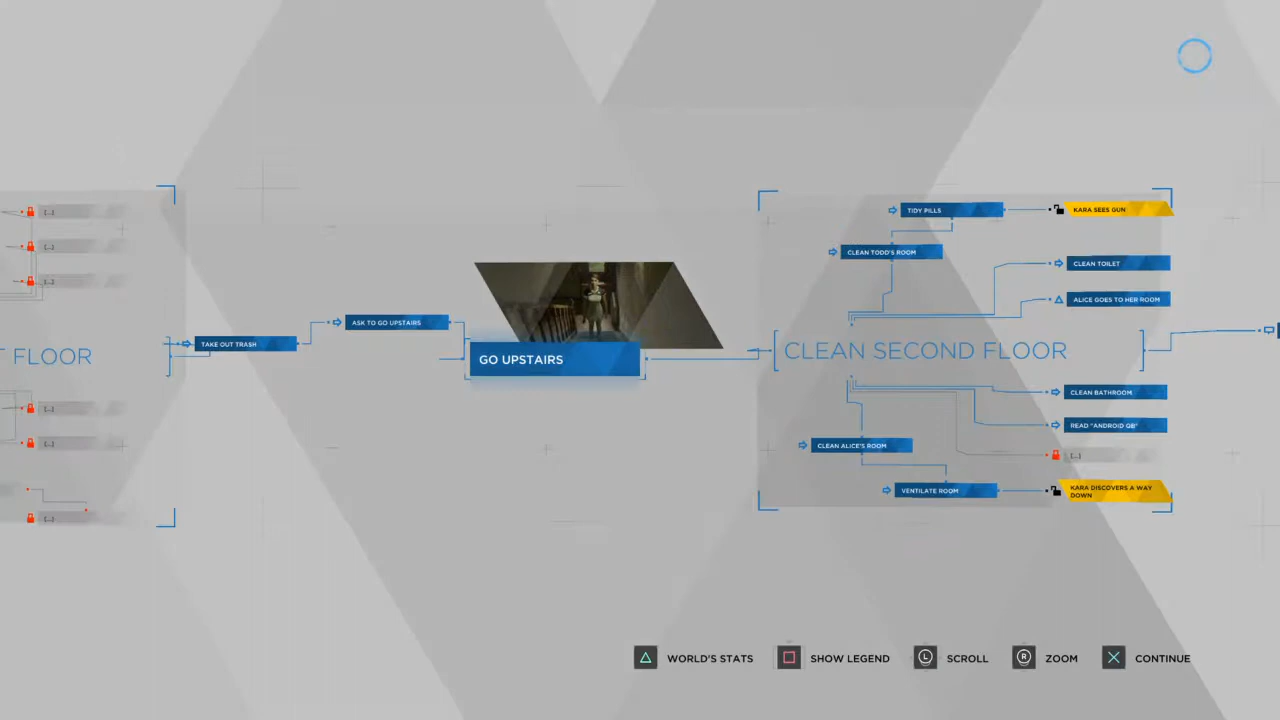 [...]
[...]
[...]
T FLOOR
[...]
[...]
[...]
TAKE OUT TRASH
ASK TO GO UPSTAIRS
GO UPSTAIRS
TIDY PILLS
KARA SEES GUN
CLEAN TODD'S ROOM
CLEAN TOILET
ALICE GOES TO HER ROOM
CLEAN SECOND FLOOR
CLEAN BATHROOM
READ "ANDROID QB"
CLEAN ALICE'S ROOM
[...]
VENTILATE ROOM
KARA DISCOVERS A WAY
DOWN
WORLD'S STATS
SHOW LEGEND
L SCROLL
R ZOOM
CONTINUE